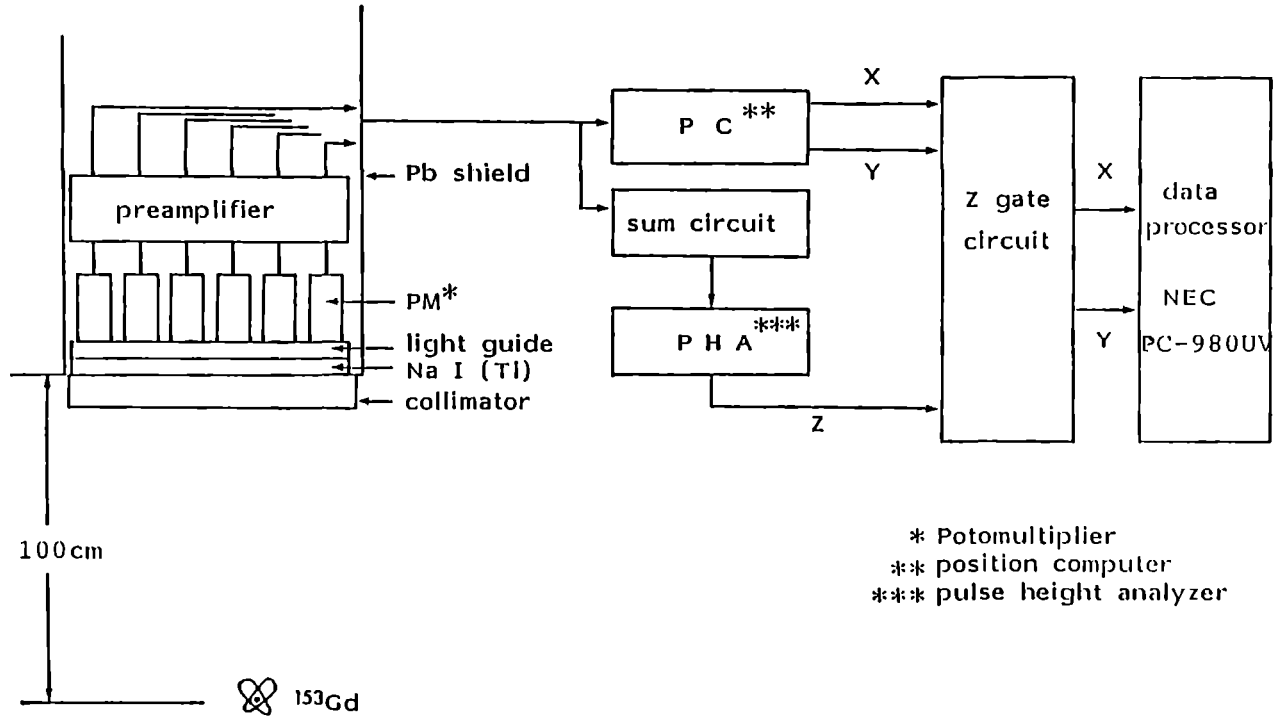 preamplifier
Pb shield
PM*
light guide
Na I (Tl)
collimator
100cm
153Gd
P C **
X
Y
sum circuit
P H A ***
Z
Z gate
circuit
X
Y
data
processor
NEC
PC-980UV
* Potomultiplier
** position computer
*** pulse height analyzer